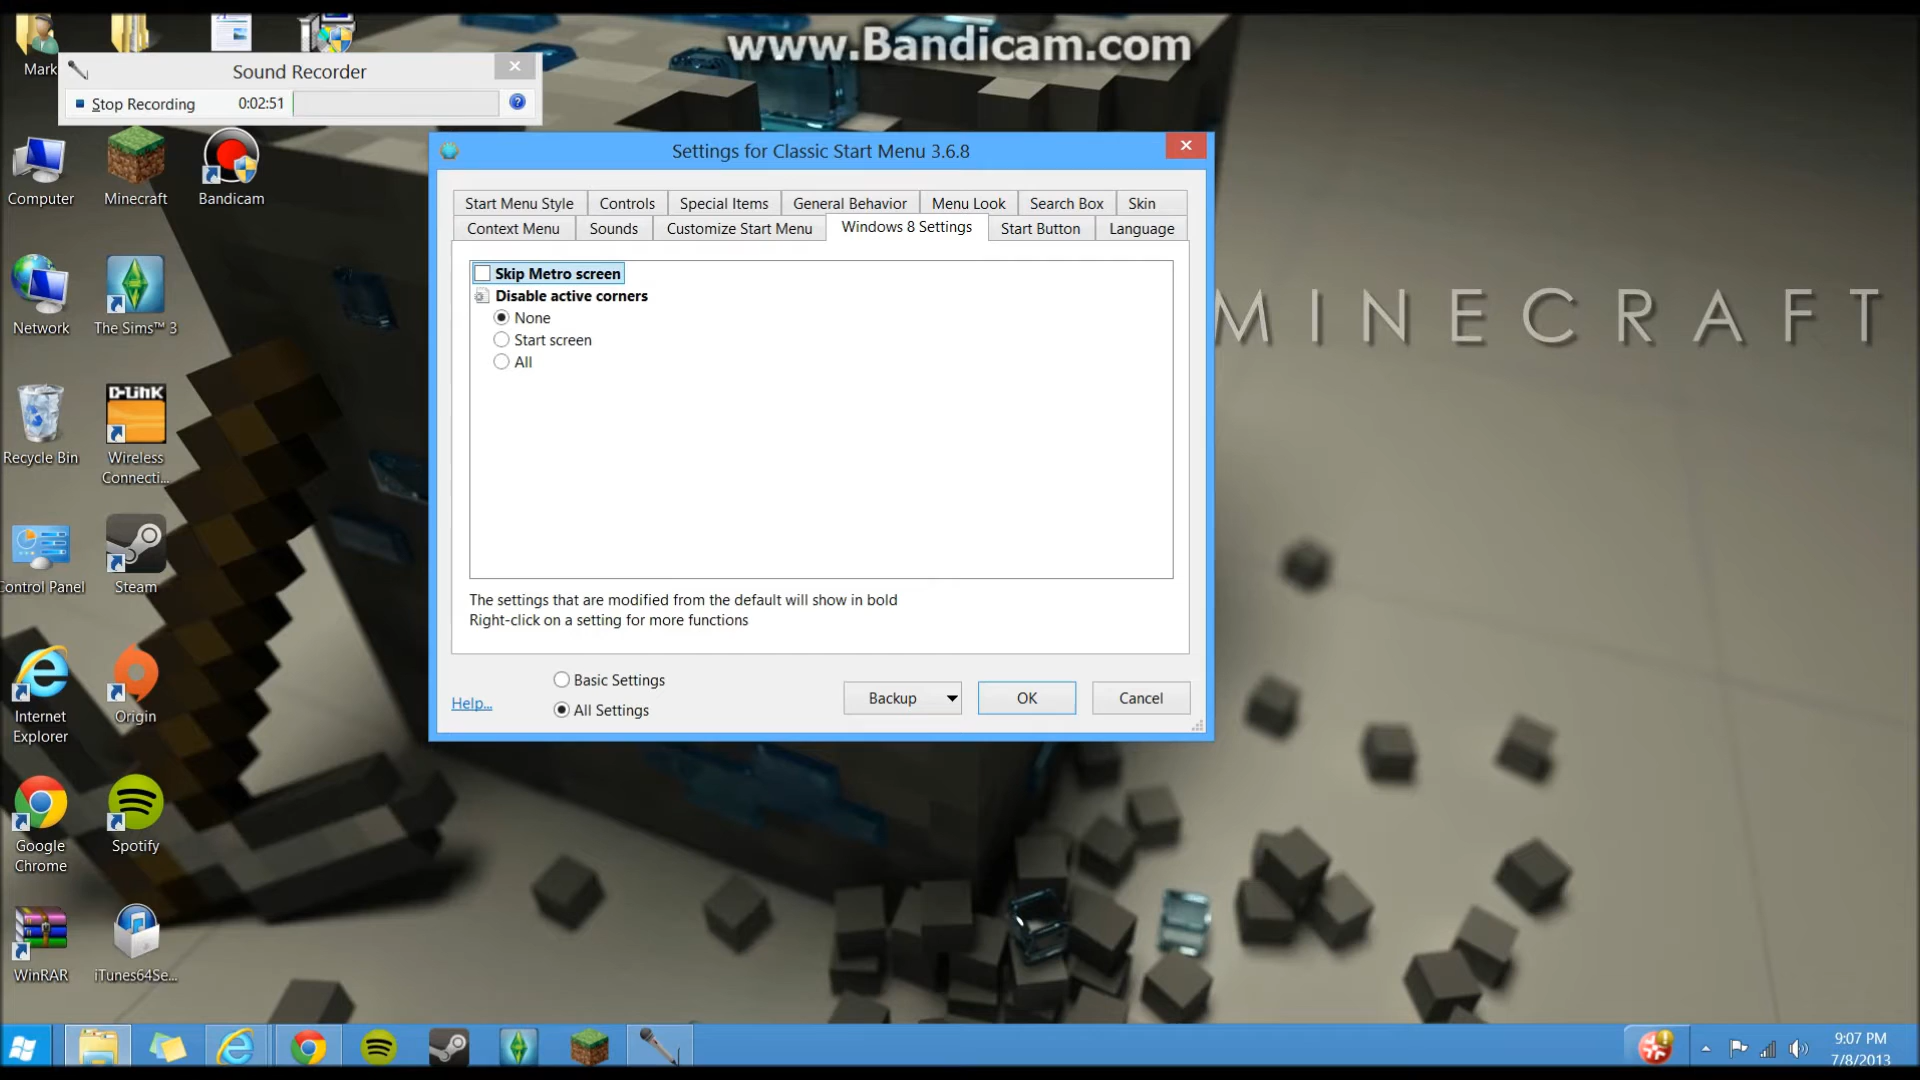 www.Bandicam.com
Mark
Sound Recorder
Stop Recording 0:02:51
Computer
Minecraft
Bandicam
Network
The Sims™ 3
Recycle Bin
D-Link
Wireless
Connecti...
Control Panel
Steam
Internet
Explorer
Origin
Google
Chrome
Spotify
WinRAR
iTunes64Se...
Settings for Classic Start Menu 3.6.8
Start Menu Style
Controls
Special Items
General Behavior
Menu Look
Search Box
Skin
Context Menu
Sounds
Customize Start Menu
Windows 8 Settings
Start Button
Language
Skip Metro screen
Disable active corners
None
Start screen
All
The settings that are modified from the default will show in bold
Right-click on a setting for more functions
Help...
Basic Settings
All Settings
Backup
OK
Cancel
MINECRAFT
9:07 PM
7/8/2013